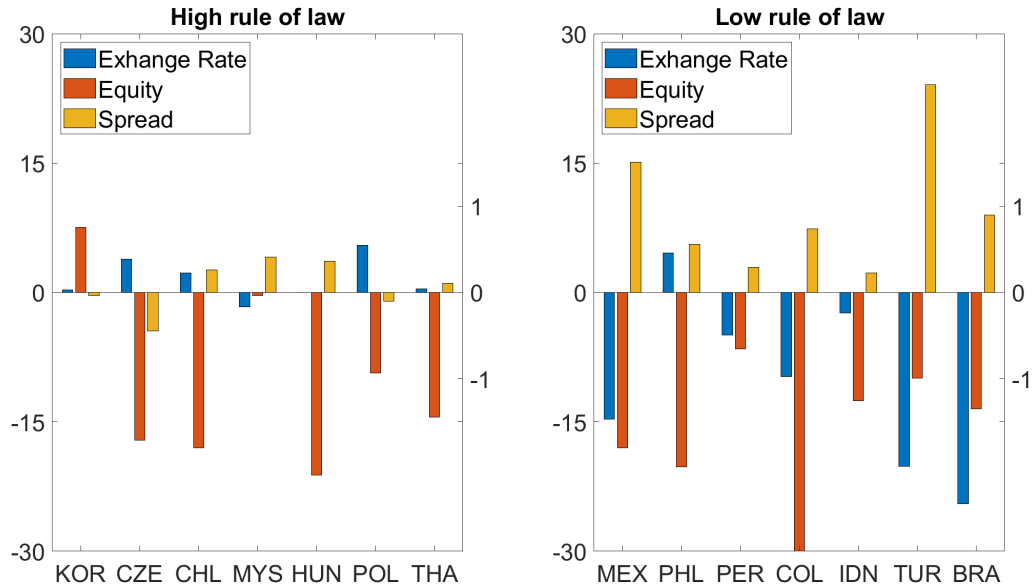 High rule of law
30
15
0
-15
-30
1
0
-1
Exhange Rate
Equity
Spread
KOR CZE CHL MYS HUN POL THA
Low rule of law
30
15
0
-15
-30
1
0
-1
Exhange Rate
Equity
Spread
MEX PHL PER COL IDN TUR BRA